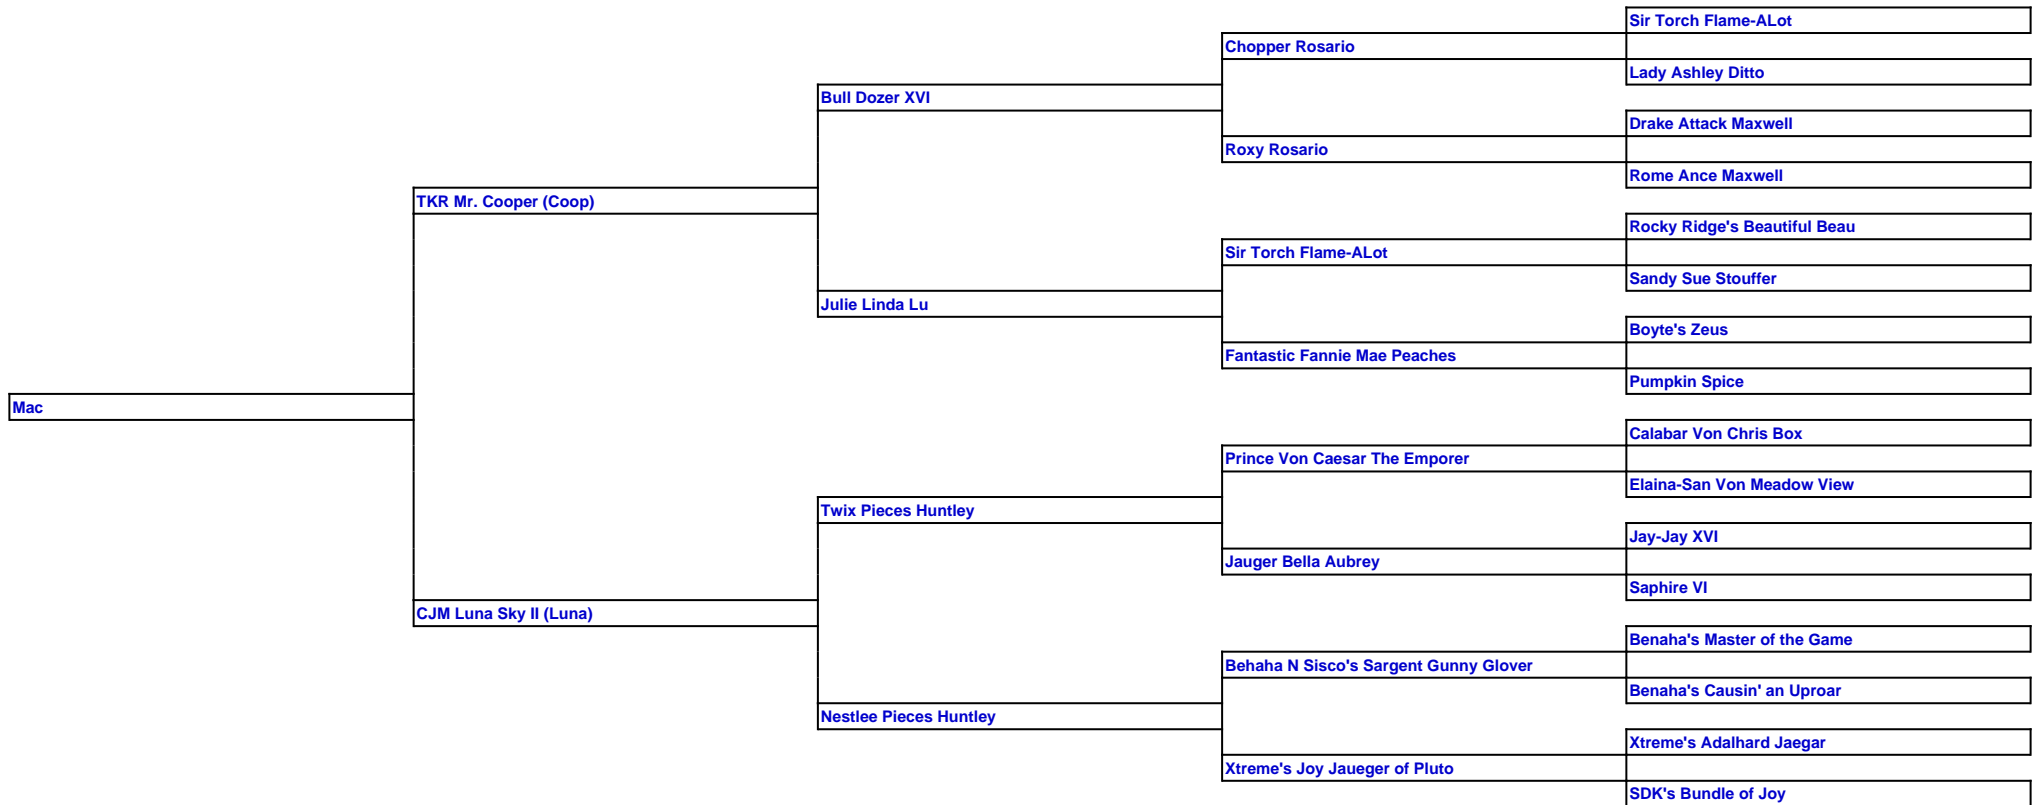 Sir Torch Flame-ALot
Chopper Rosario
Lady Ashley Ditto
Bull Dozer XVI
Drake Attack Maxwell
Roxy Rosario
Rome Ance Maxwell
TKR Mr. Cooper (Coop)
Rocky Ridge's Beautiful Beau
Sir Torch Flame-ALot
Sandy Sue Stouffer
Julie Linda Lu
Boyte's Zeus
Fantastic Fannie Mae Peaches
Pumpkin Spice
Mac
Calabar Von Chris Box
Prince Von Caesar The Emporer
Elaina-San Von Meadow View
Twix Pieces Huntley
Jay-Jay XVI
Jauger Bella Aubrey
Saphire VI
CJM Luna Sky II (Luna)
Benaha's Master of the Game
Behaha N Sisco's Sargent Gunny Glover
Benaha's Causin' an Uproar
Nestlee Pieces Huntley
Xtreme's Adalhard Jaegar
Xtreme's Joy Jaueger of Pluto
SDK's Bundle of Joy